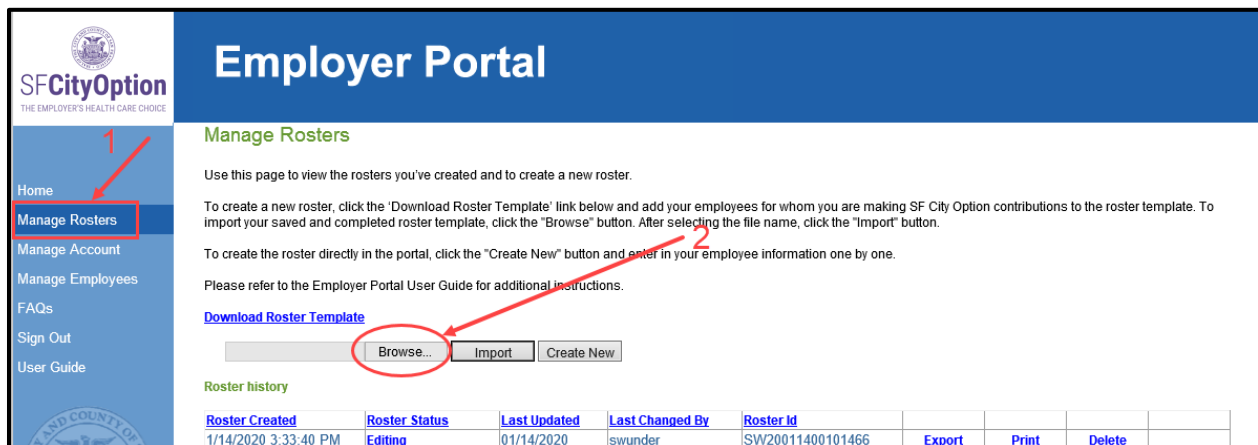 SFCityOption
THE EMPLOYER'S HEALTH CARE CHOICE
Employer Portal
1
Home
Manage Rosters
Manage Account
Manage Employees
FAQs
Sign Out
User Guide
Manage Rosters
Use this page to view the rosters you've created and to create a new roster.
To create a new roster, click the 'Download Roster Template' link below and add your employees for whom you are making SF City Option contributions to the roster template. To
import your saved and completed roster template, click the "Browse" button. After selecting the file name, click the "Import" button.
2
To create the roster directly in the portal, click the "Create New" button and enter in your employee information one by one.
Please refer to the Employer Portal User Guide for additional instructions.
Download Roster Template
Browse... Import Create New
Roster history
Roster Created Roster Status Last Updated Last Changed By Roster Id
1/14/2020 3:33:40 PM Editing 01/14/2020 swunder SW20011400101466 Export Print Delete
AND COUNTY